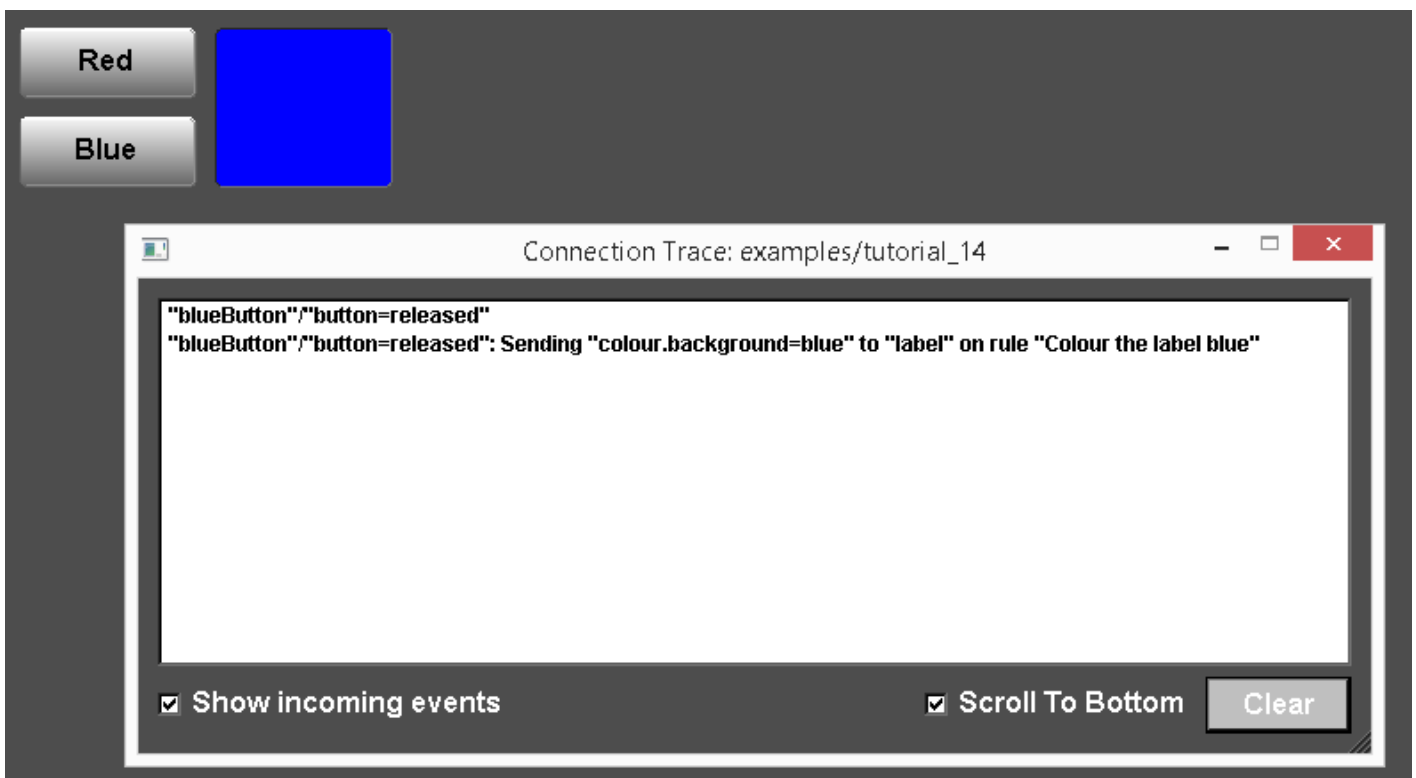 Red
Blue
Connection Trace: examples/tutorial_14
"blueButton"/"button=released"
"blueButton"/"button=released": Sending "colour.background=blue" to "label" on rule "Colour the label blue"
Show incoming events
Scroll To Bottom
Clear